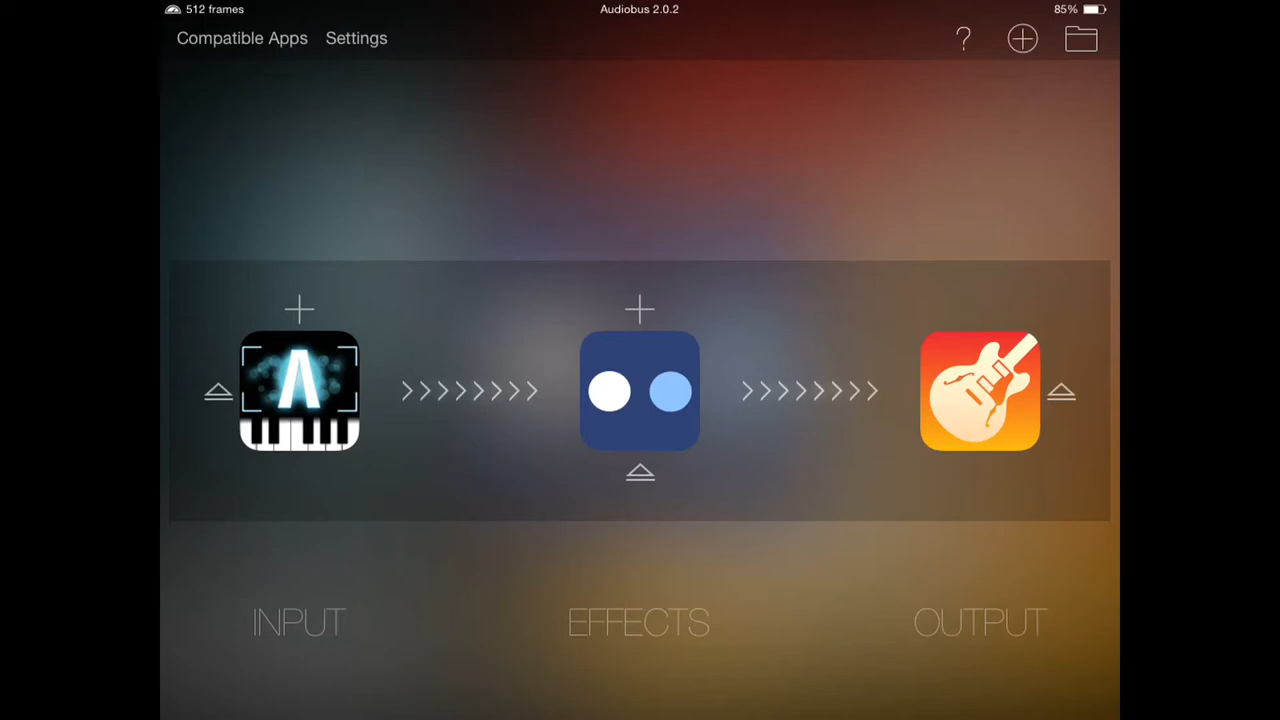 512 frames
Audiobus 2.0.2
85%
Compatible Apps
Settings
?
INPUT
EFFECTS
OUTPUT